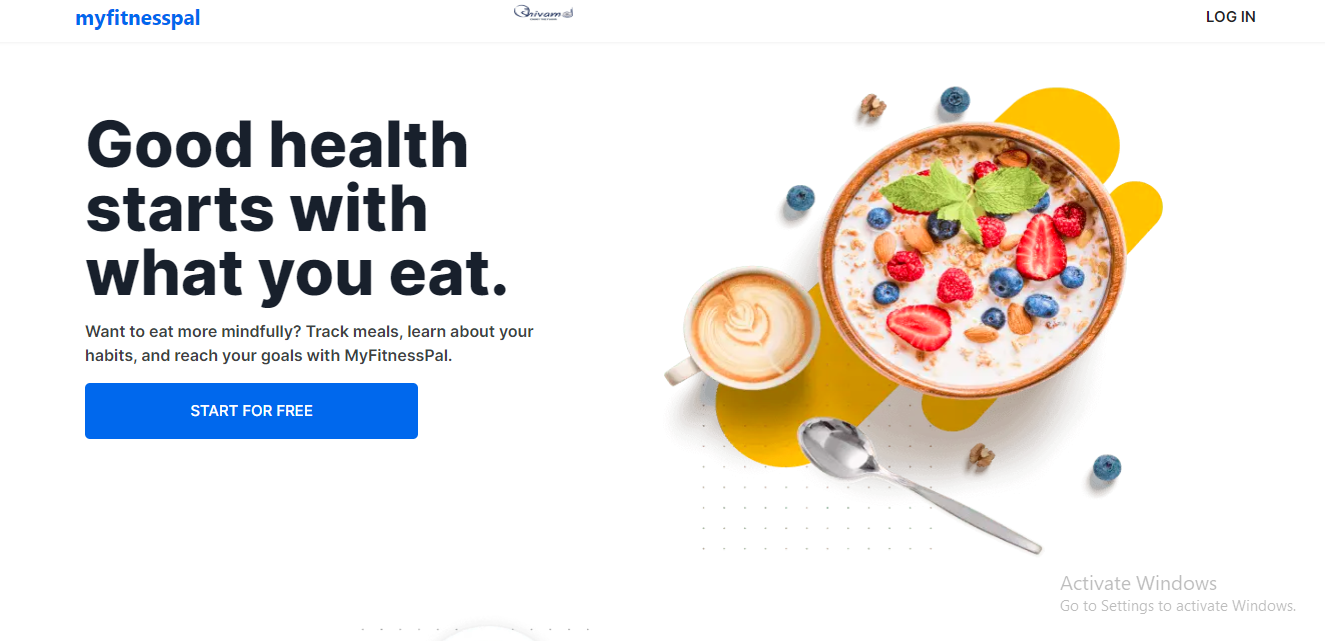 myfitnesspal
Shivam
LOG IN
Good health
starts with
what you eat.
Want to eat more mindfully? Track meals, learn about your
habits, and reach your goals with MyFitnessPal.
START FOR FREE
Activate Windows
Go to Settings to activate Windows.